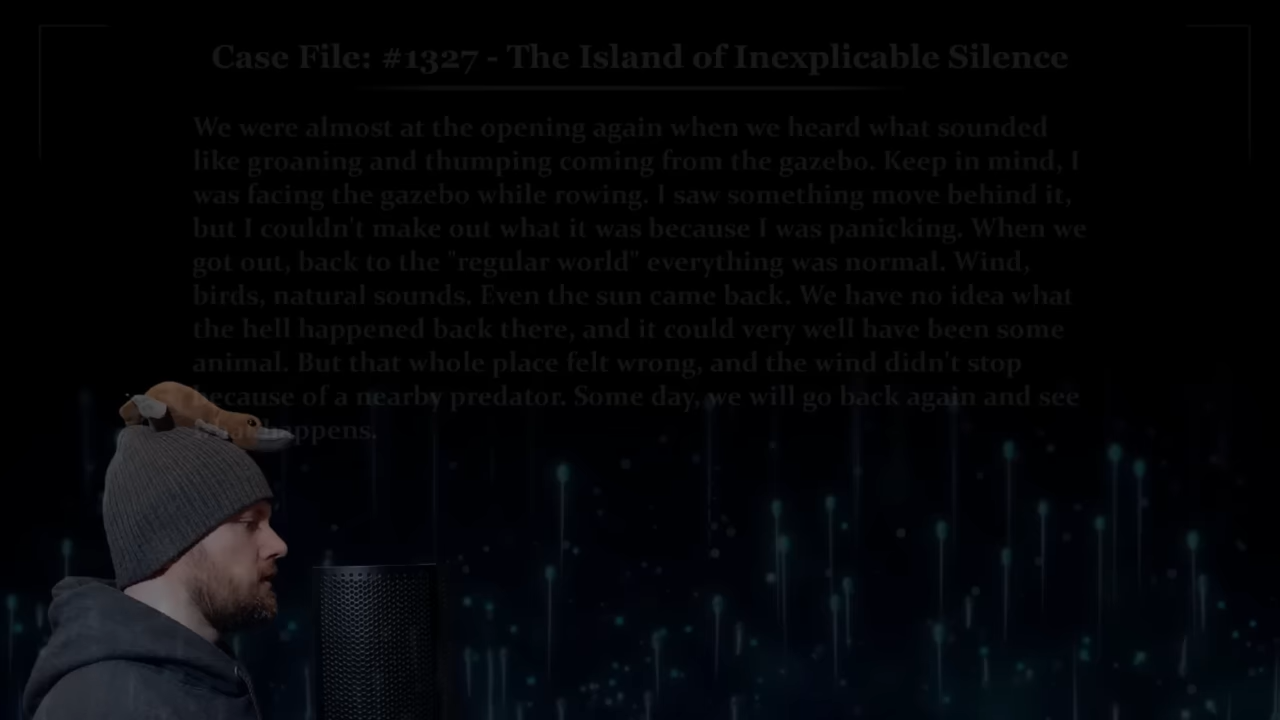 Case File: #1327 - The Island of Inexplicable Silence
We were almost at the opening again when we heard what sounded
like groaning and thumping coming from the gazebo. Keep in mind, I
was facing the gazebo while rowing. I saw something move behind it,
but I couldn't make out what it was because I was panicking. When we
got out, back to the "regular world" everything was normal. Wind,
birds, natural sounds. Even the sun came back. We have no idea what
the hell happened back there, and it could very well have been some
animal. But that whole place felt wrong, and the wind didn't stop
because of a nearby predator. Some day, we will go back again and see
what happens.